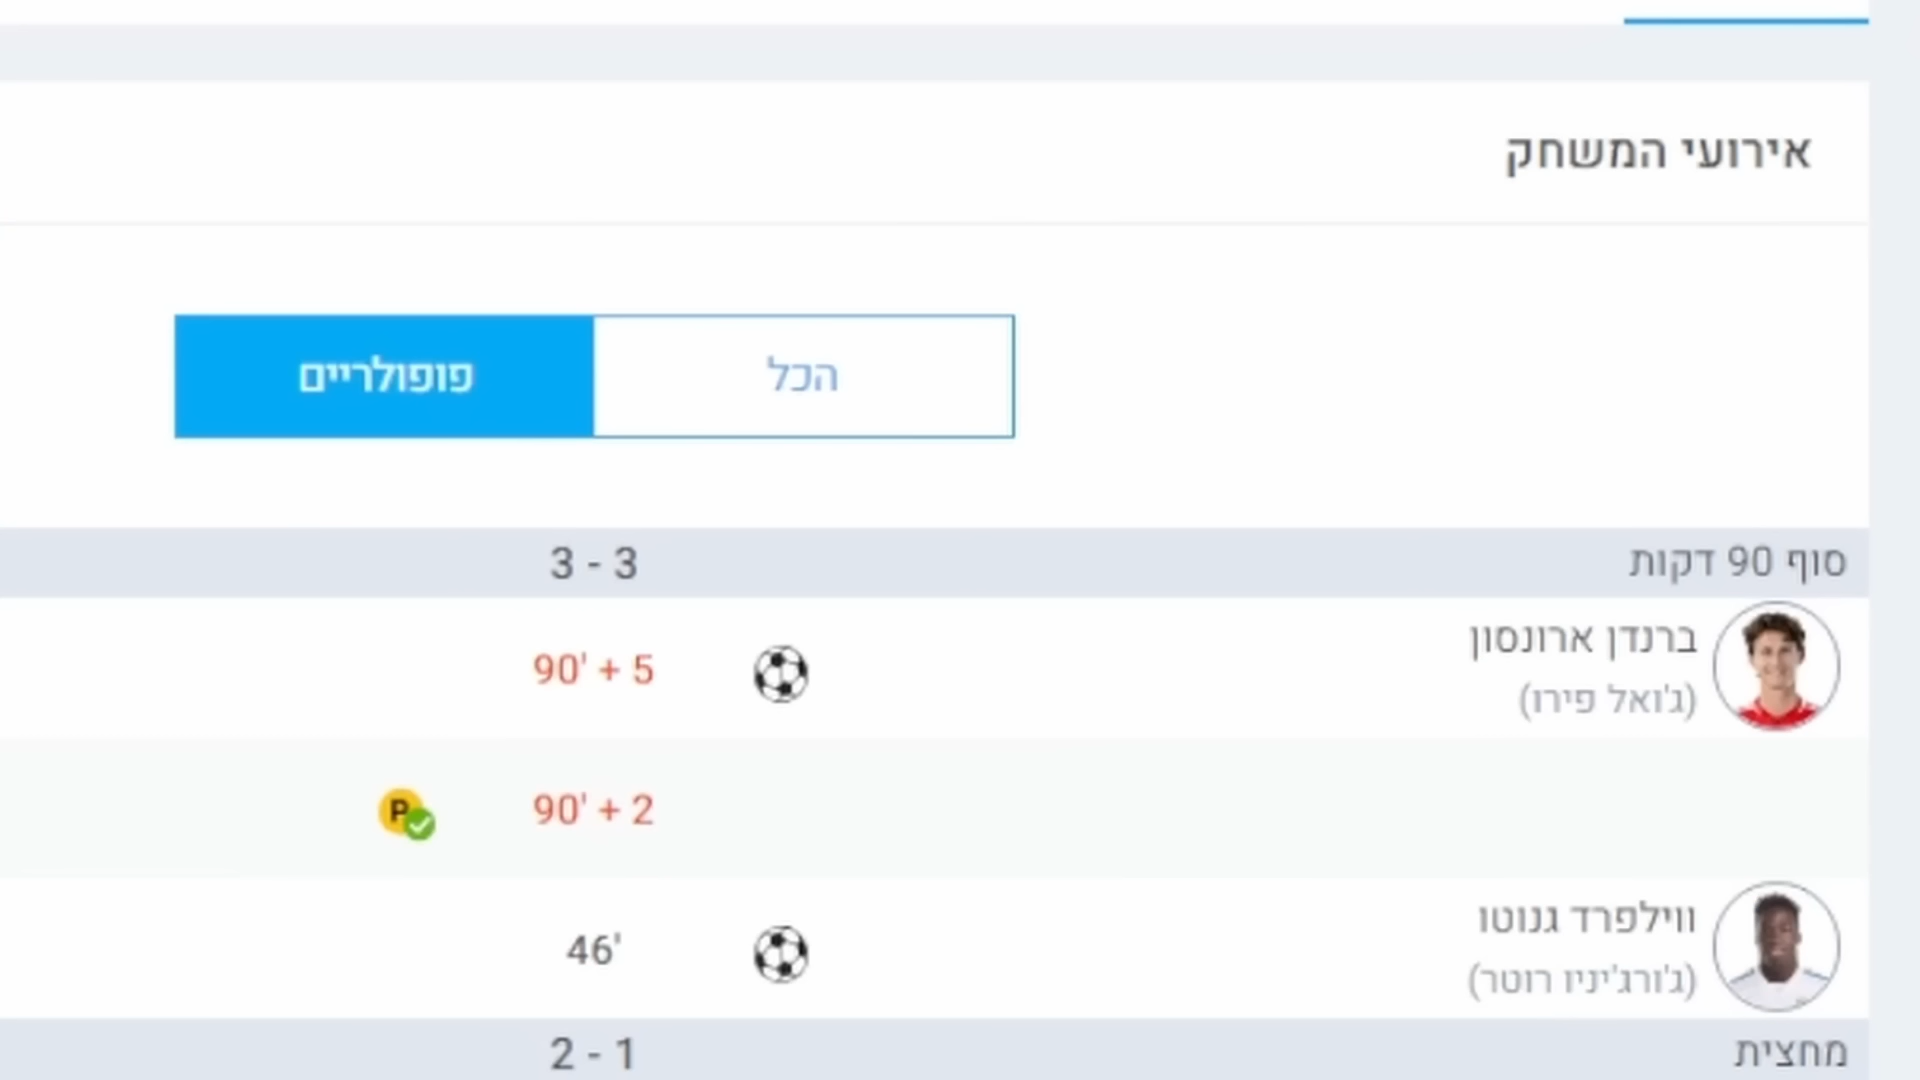 אירועי המשחק
הכל
פופולריים
סוף 90 דקות
3 - 3
ברנדן ארונסון
(ג'ואל פירו)
90' + 5
90' + 2
P
ווילפרד גנוטו
(ג'ורג'יניו רוטר)
46'
מחצית
2 - 1